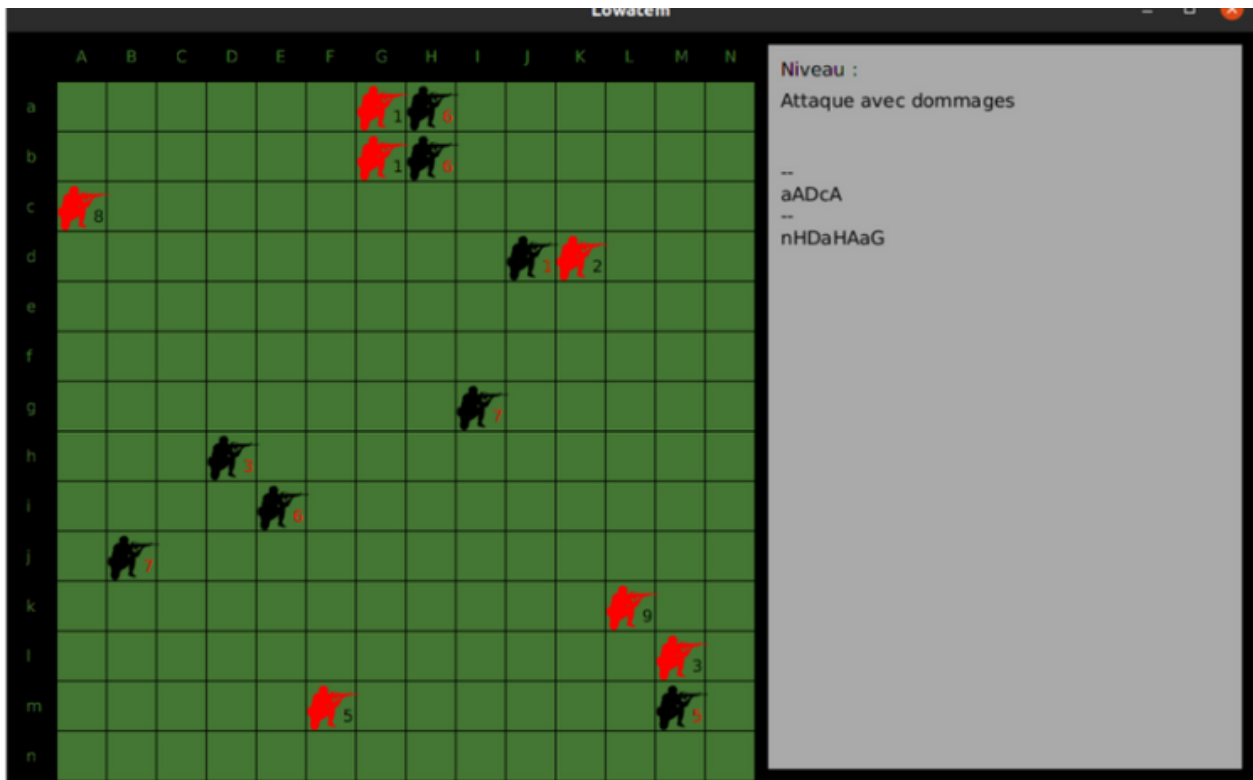 Lowatem
A B C D E F G H I J K L M N
a 1 6
b 1 6
c 8
d 1 2
e
f
g 7
h 3
i 6
j 7
k 9
l 3
m 5 5
n
Niveau :
Attaque avec dommages
--
aADcA
--
nHDaHAaG